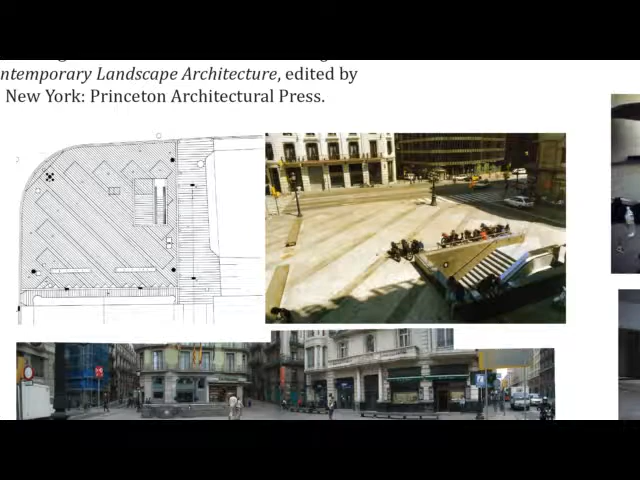 ntemporary Landscape Architecture, edited by
New York: Princeton Architectural Press.